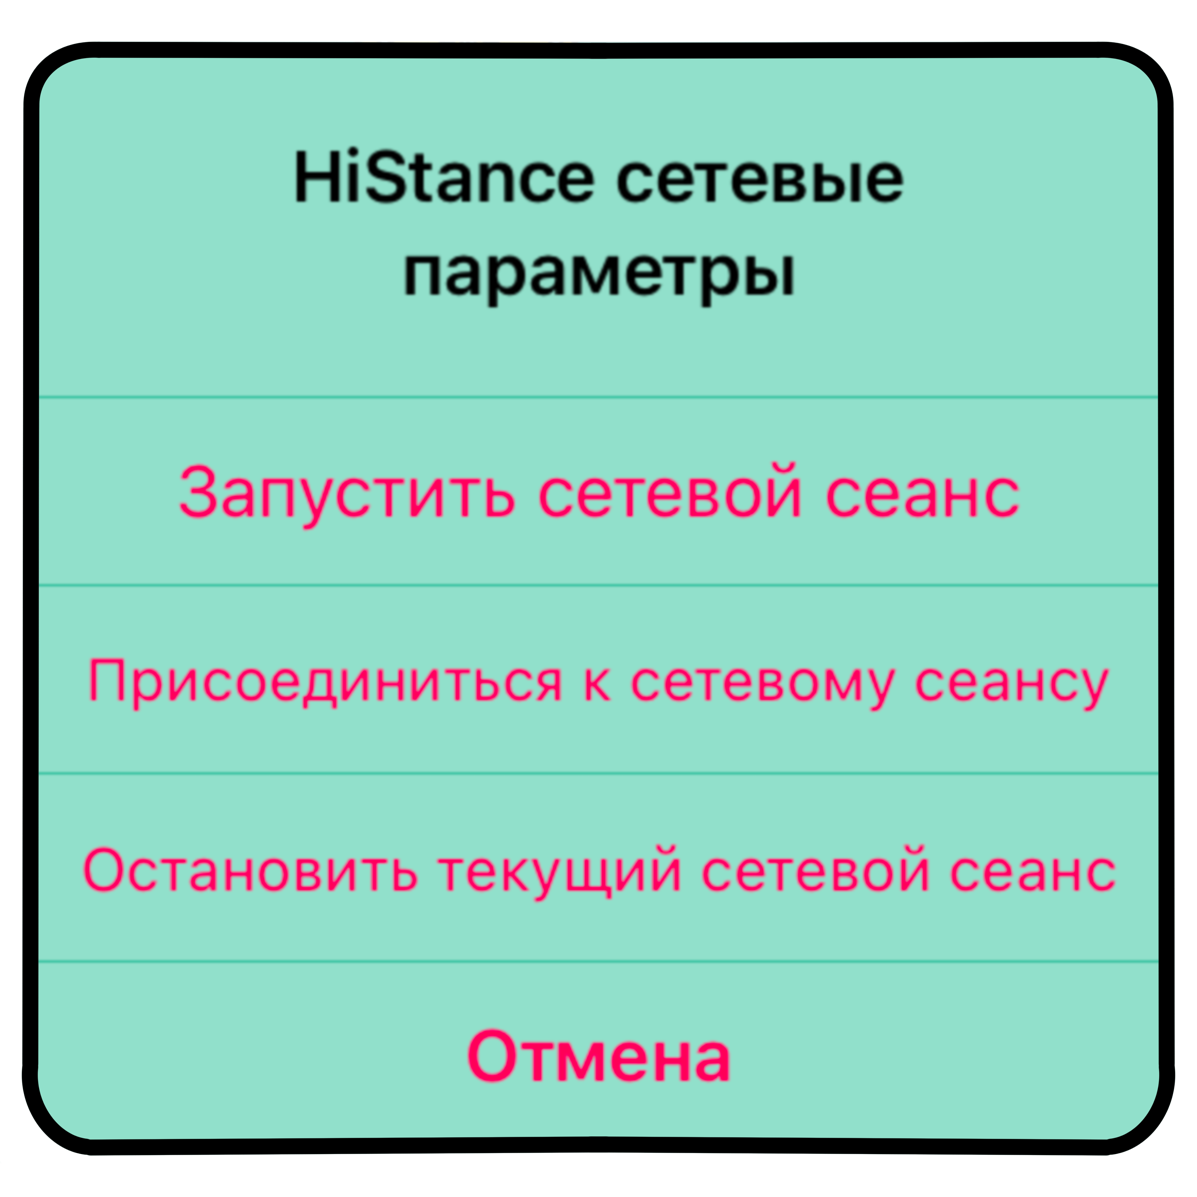 HiStance сетевые
параметры
Запустить сетевой сеанс
Присоединиться к сетевому сеансу
Остановить текущий сетевой сеанс
Отмена